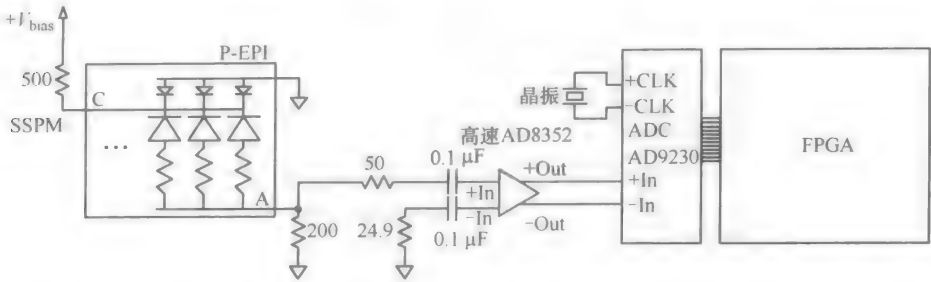 +Vbias
P-EPI
500
C
SSPM
...
A
50
0.1 μF
200
24.9
0.1 μF
高速AD8352
+In
-In
+Out
-Out
晶振
+CLK
-CLK
ADC
AD9230
+In
-In
FPGA